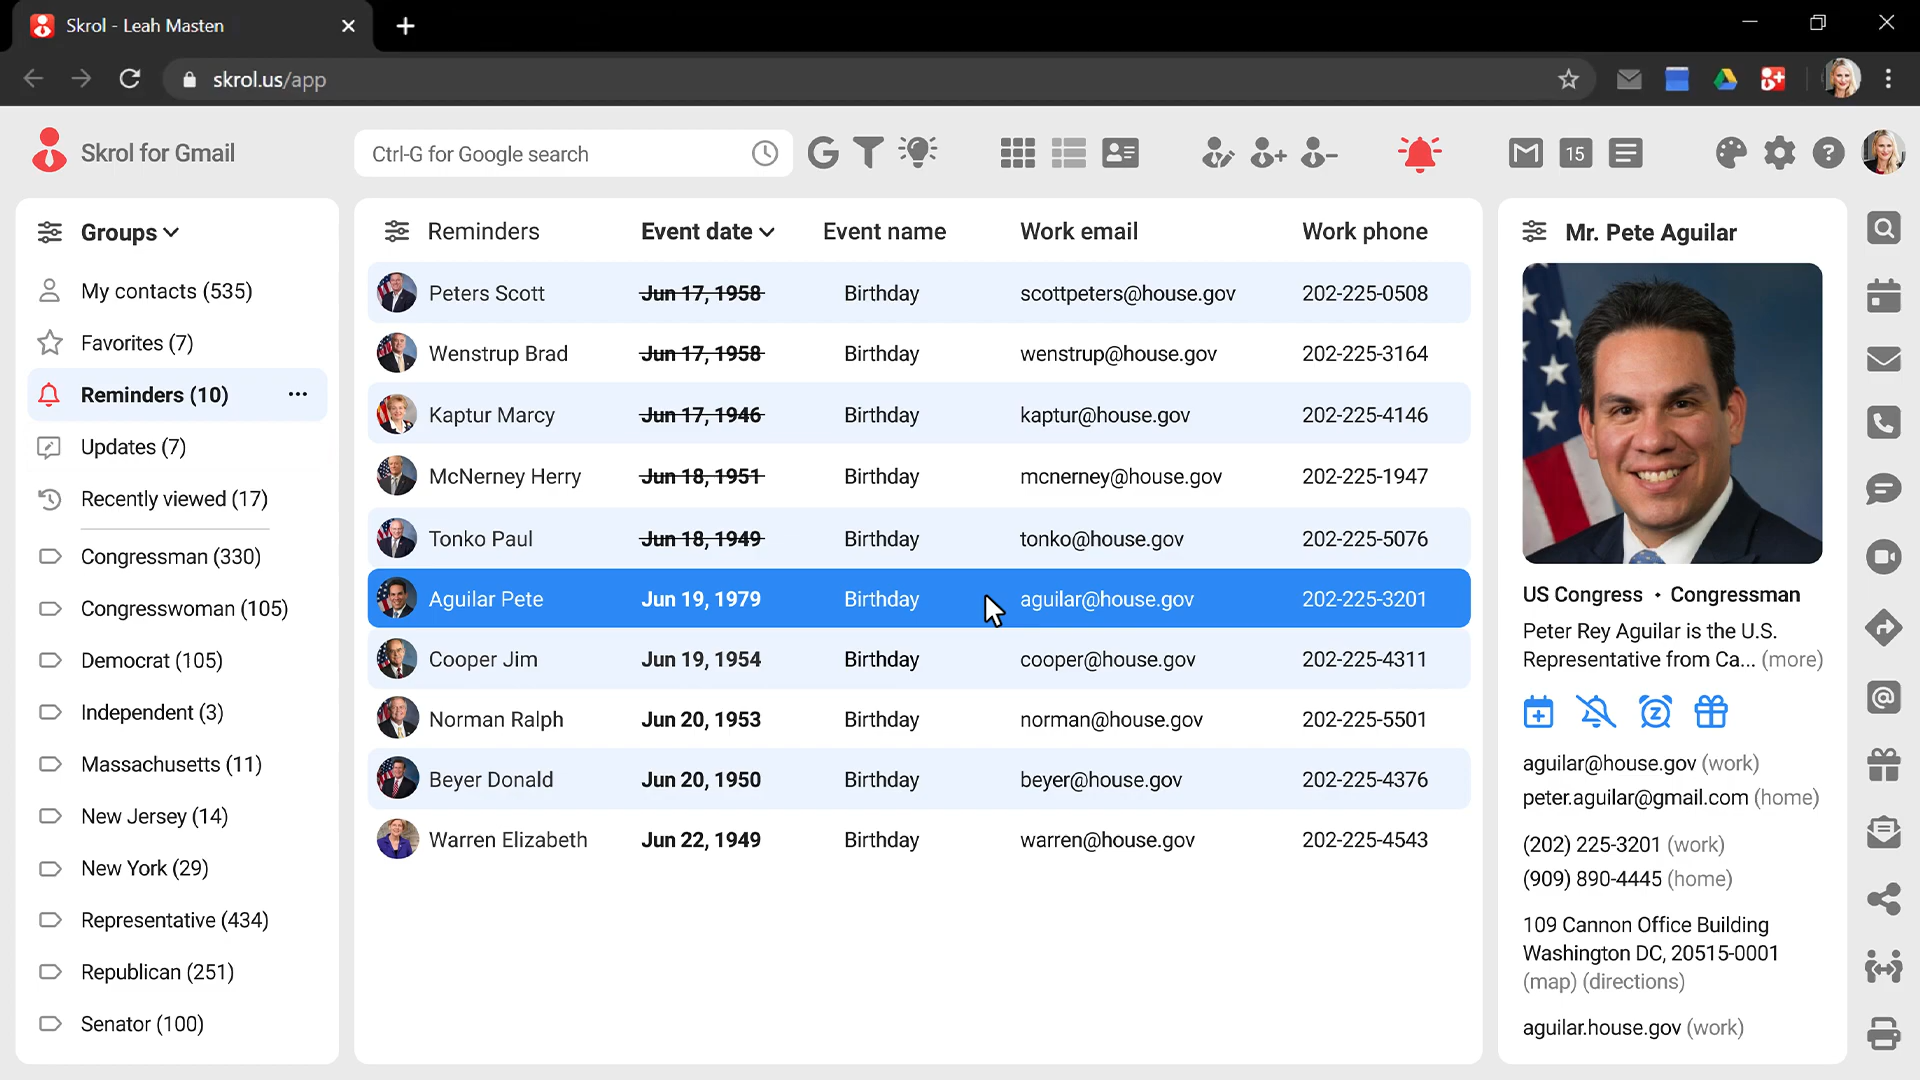 Skrol - Leah Masten
skrol.us/app
Skrol for Gmail
Ctrl-G for Google search
15
Groups
My contacts (535)
Favorites (7)
Reminders (10)
Updates (7)
Recently viewed (17)
Congressman (330)
Congresswoman (105)
Democrat (105)
Independent (3)
Massachusetts (11)
New Jersey (14)
New York (29)
Representative (434)
Republican (251)
Senator (100)
Reminders Event date Event name Work email Work phone
Peters Scott Jun 17, 1958 Birthday scottpeters@house.gov 202-225-0508
Wenstrup Brad Jun 17, 1958 Birthday wenstrup@house.gov 202-225-3164
Kaptur Marcy Jun 17, 1946 Birthday kaptur@house.gov 202-225-4146
McNerney Herry Jun 18, 1951 Birthday mcnerney@house.gov 202-225-1947
Tonko Paul Jun 18, 1949 Birthday tonko@house.gov 202-225-5076
Aguilar Pete Jun 19, 1979 Birthday aguilar@house.gov 202-225-3201
Cooper Jim Jun 19, 1954 Birthday cooper@house.gov 202-225-4311
Norman Ralph Jun 20, 1953 Birthday norman@house.gov 202-225-5501
Beyer Donald Jun 20, 1950 Birthday beyer@house.gov 202-225-4376
Warren Elizabeth Jun 22, 1949 Birthday warren@house.gov 202-225-4543
Mr. Pete Aguilar
US Congress • Congressman
Peter Rey Aguilar is the U.S.
Representative from Ca... (more)
aguilar@house.gov (work)
peter.aguilar@gmail.com (home)
(202) 225-3201 (work)
(909) 890-4445 (home)
109 Cannon Office Building
Washington DC, 20515-0001
(map) (directions)
aguilar.house.gov (work)